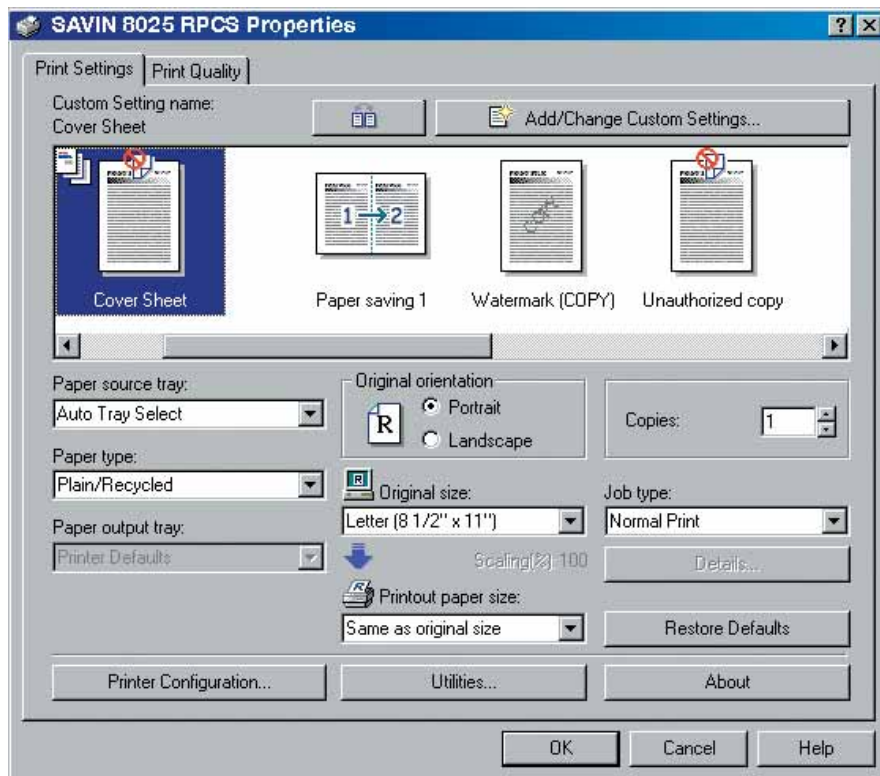 SAVIN 8025 RPCS Properties
Print Settings
Print Quality
Custom Setting name:
Cover Sheet
Add/Change Custom Settings...
1 2
COPY
Cover Sheet
Paper saving 1
Watermark (COPY)
Unauthorized copy
Paper source tray:
Auto Tray Select
Original orientation
R
Portrait
Landscape
Copies:
1
Paper type:
Plain/Recycled
R
Original size:
Letter (8 1/2" x 11")
Job type:
Normal Print
Paper output tray:
Printer Defaults
Scaling(%): 100
Details...
R
Printout paper size:
Same as original size
Restore Defaults
Printer Configuration...
Utilities...
About
OK
Cancel
Help